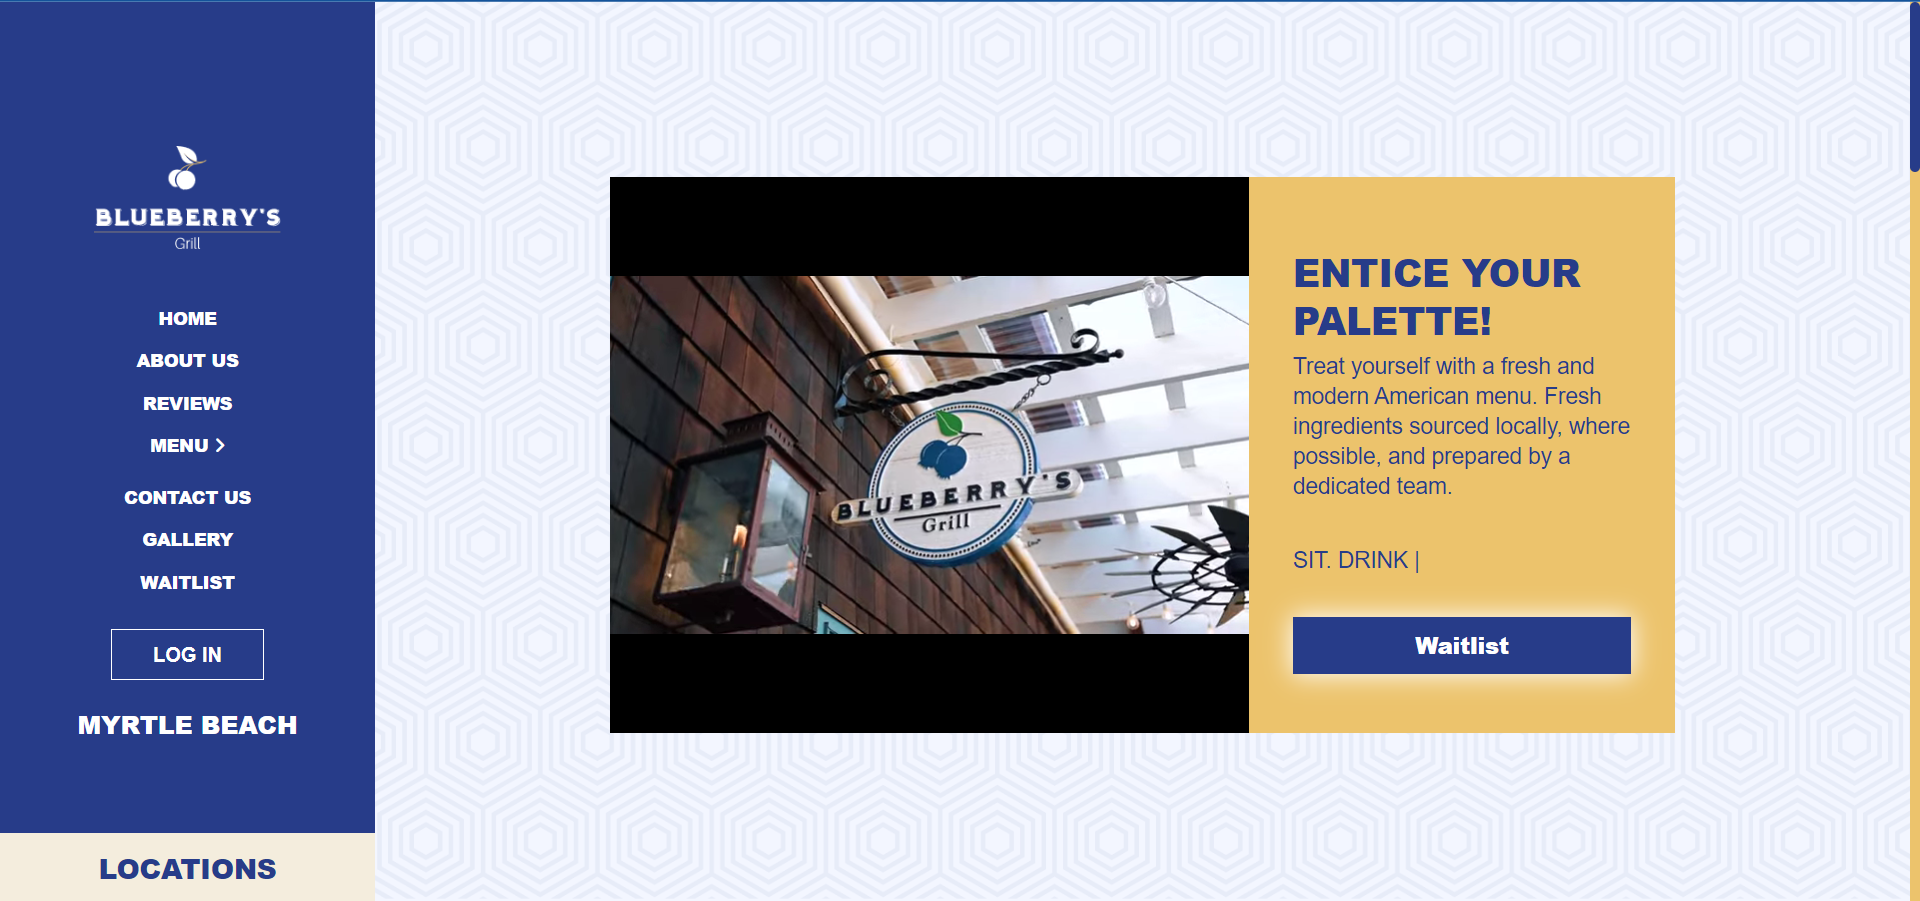 BLUEBERRY'S
Grill
HOME
ABOUT US
REVIEWS
MENU
CONTACT US
GALLERY
WAITLIST
LOG IN
MYRTLE BEACH
LOCATIONS
BLUEBERRY'S
Grill
ENTICE YOUR
PALETTE!
Treat yourself with a fresh and
modern American menu. Fresh
ingredients sourced locally, where
possible, and prepared by a
dedicated team.
SIT. DRINK |
Waitlist